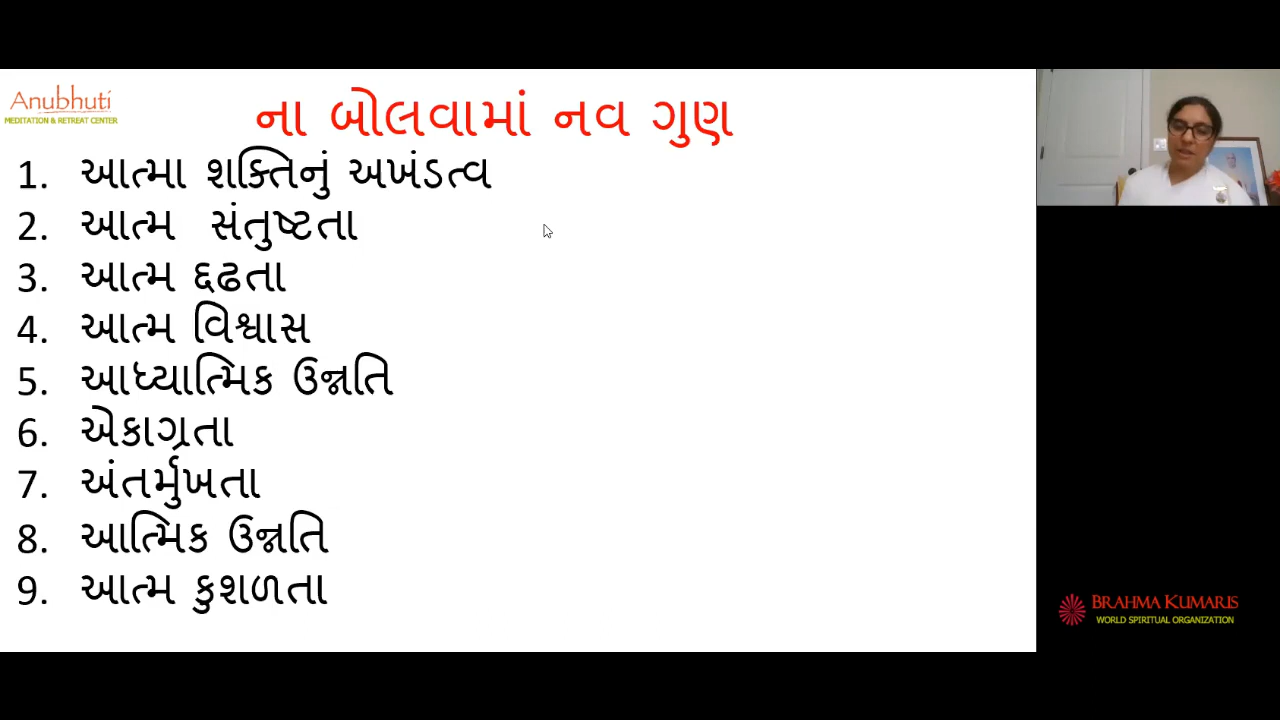 Anubhuti
MEDITATION & RETREAT CENTER
ના બોલવામાં નવ ગુણ
1. આત્મા શક્તિનું અખંડત્વ
2. આત્મ સંતુષ્ટતા
3. આત્મ દ્દઢતા
4. આત્મ વિશ્વાસ
5. આધ્યાત્મિક ઉન્નતિ
6. એકાગ્રતા
7. અંતર્મુખતા
8. આત્મિક ઉન્નતિ
9. આત્મ કુશળતા
BRAHMA KUMARIS
WORLD SPIRITUAL ORGANIZATION